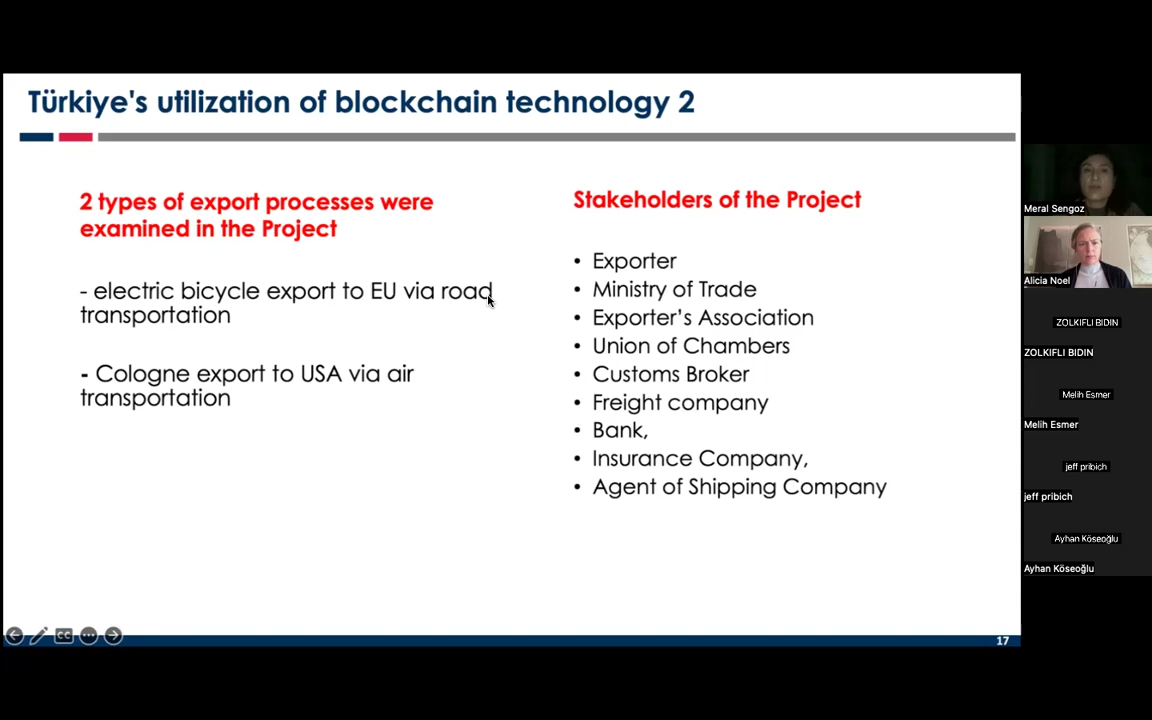 Türkiye's utilization of blockchain technology 2
2 types of export processes were
examined in the Project
- electric bicycle export to EU via road
transportation
- Cologne export to USA via air
transportation
Stakeholders of the Project
• Exporter
• Ministry of Trade
• Exporter's Association
• Union of Chambers
• Customs Broker
• Freight company
• Bank,
• Insurance Company,
• Agent of Shipping Company
CC
17
Meral Sengoz
Alicia Noel
ZOLKIFLI BIDIN
ZOLKIFLI BIDIN
Melih Esmer
Melih Esmer
jeff pribich
jeff pribich
Ayhan Köseoğlu
Ayhan Köseoğlu